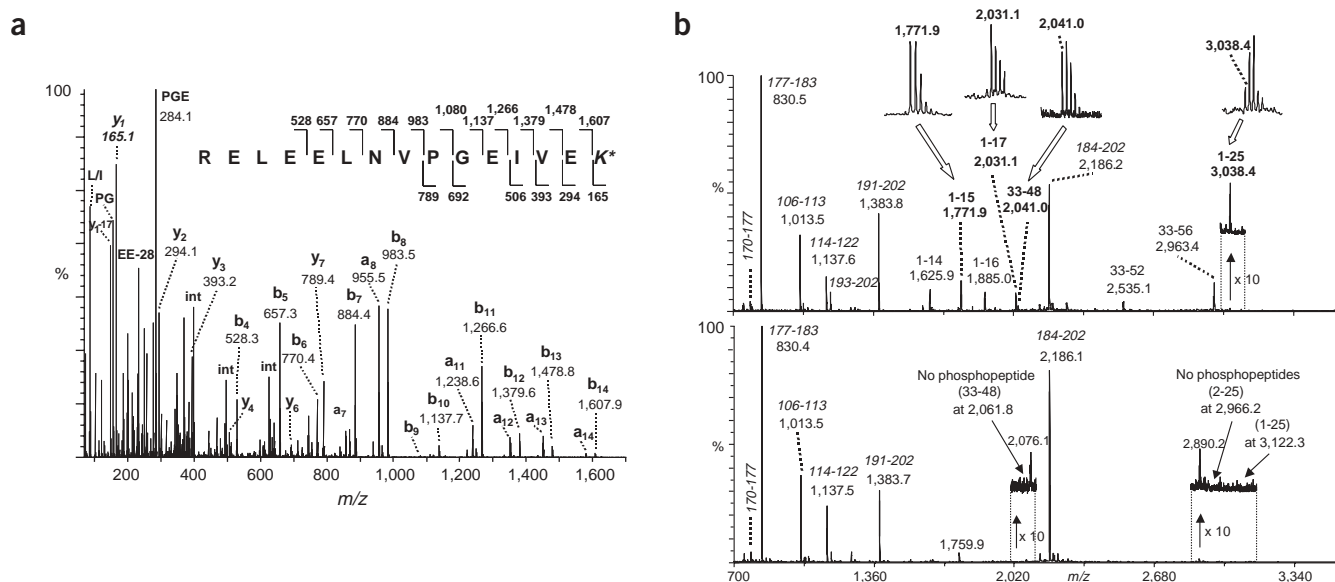 a
100
%
PGE
284.1
y1
165.1
L/I
PG
y1-17
EE-28
y2
294.1
y3
393.2
int
int
b4
528.3
y4
int
b5
657.3
b6
770.4
y6
y7
789.4
a7
b7
884.4
a8
955.5
b8
983.5
b9
b10
1,137.7
a11
1,238.6
b11
1,266.6
a12
b12
1,379.6
a13
b13
1,478.8
a14
b14
1,607.9
1,080 1,266 1,478
528 657 770 884 983 1,137 1,379 1,607
R E L E E L N V P G E I V E K*
789 692 506 393 294 165
200 400 600 800 1,000 1,200 1,400 1,600
m/z
b
100
%
177-183
830.5
170-177
106-113
1,013.5
114-122
1,137.6
193-202
191-202
1,383.8
1-14
1,625.9
1,771.9
1-15
1,771.9
1-16
1,885.0
2,031.1
1-17
2,031.1
2,041.0
33-48
2,041.0
184-202
2,186.2
33-52
2,535.1
33-56
2,963.4
3,038.4
1-25
3,038.4
x 10
100
%
177-183
830.4
170-177
106-113
1,013.5
114-122
1,137.5
191-202
1,383.7
1,759.9
No phosphopeptide
(33-48)
at 2,061.8
2,076.1
x 10
184-202
2,186.1
No phosphopeptides
(2-25)
at 2,966.2
(1-25)
at 3,122.3
2,890.2
x 10
700 1,360 2,020 m/z 2,680 3,340